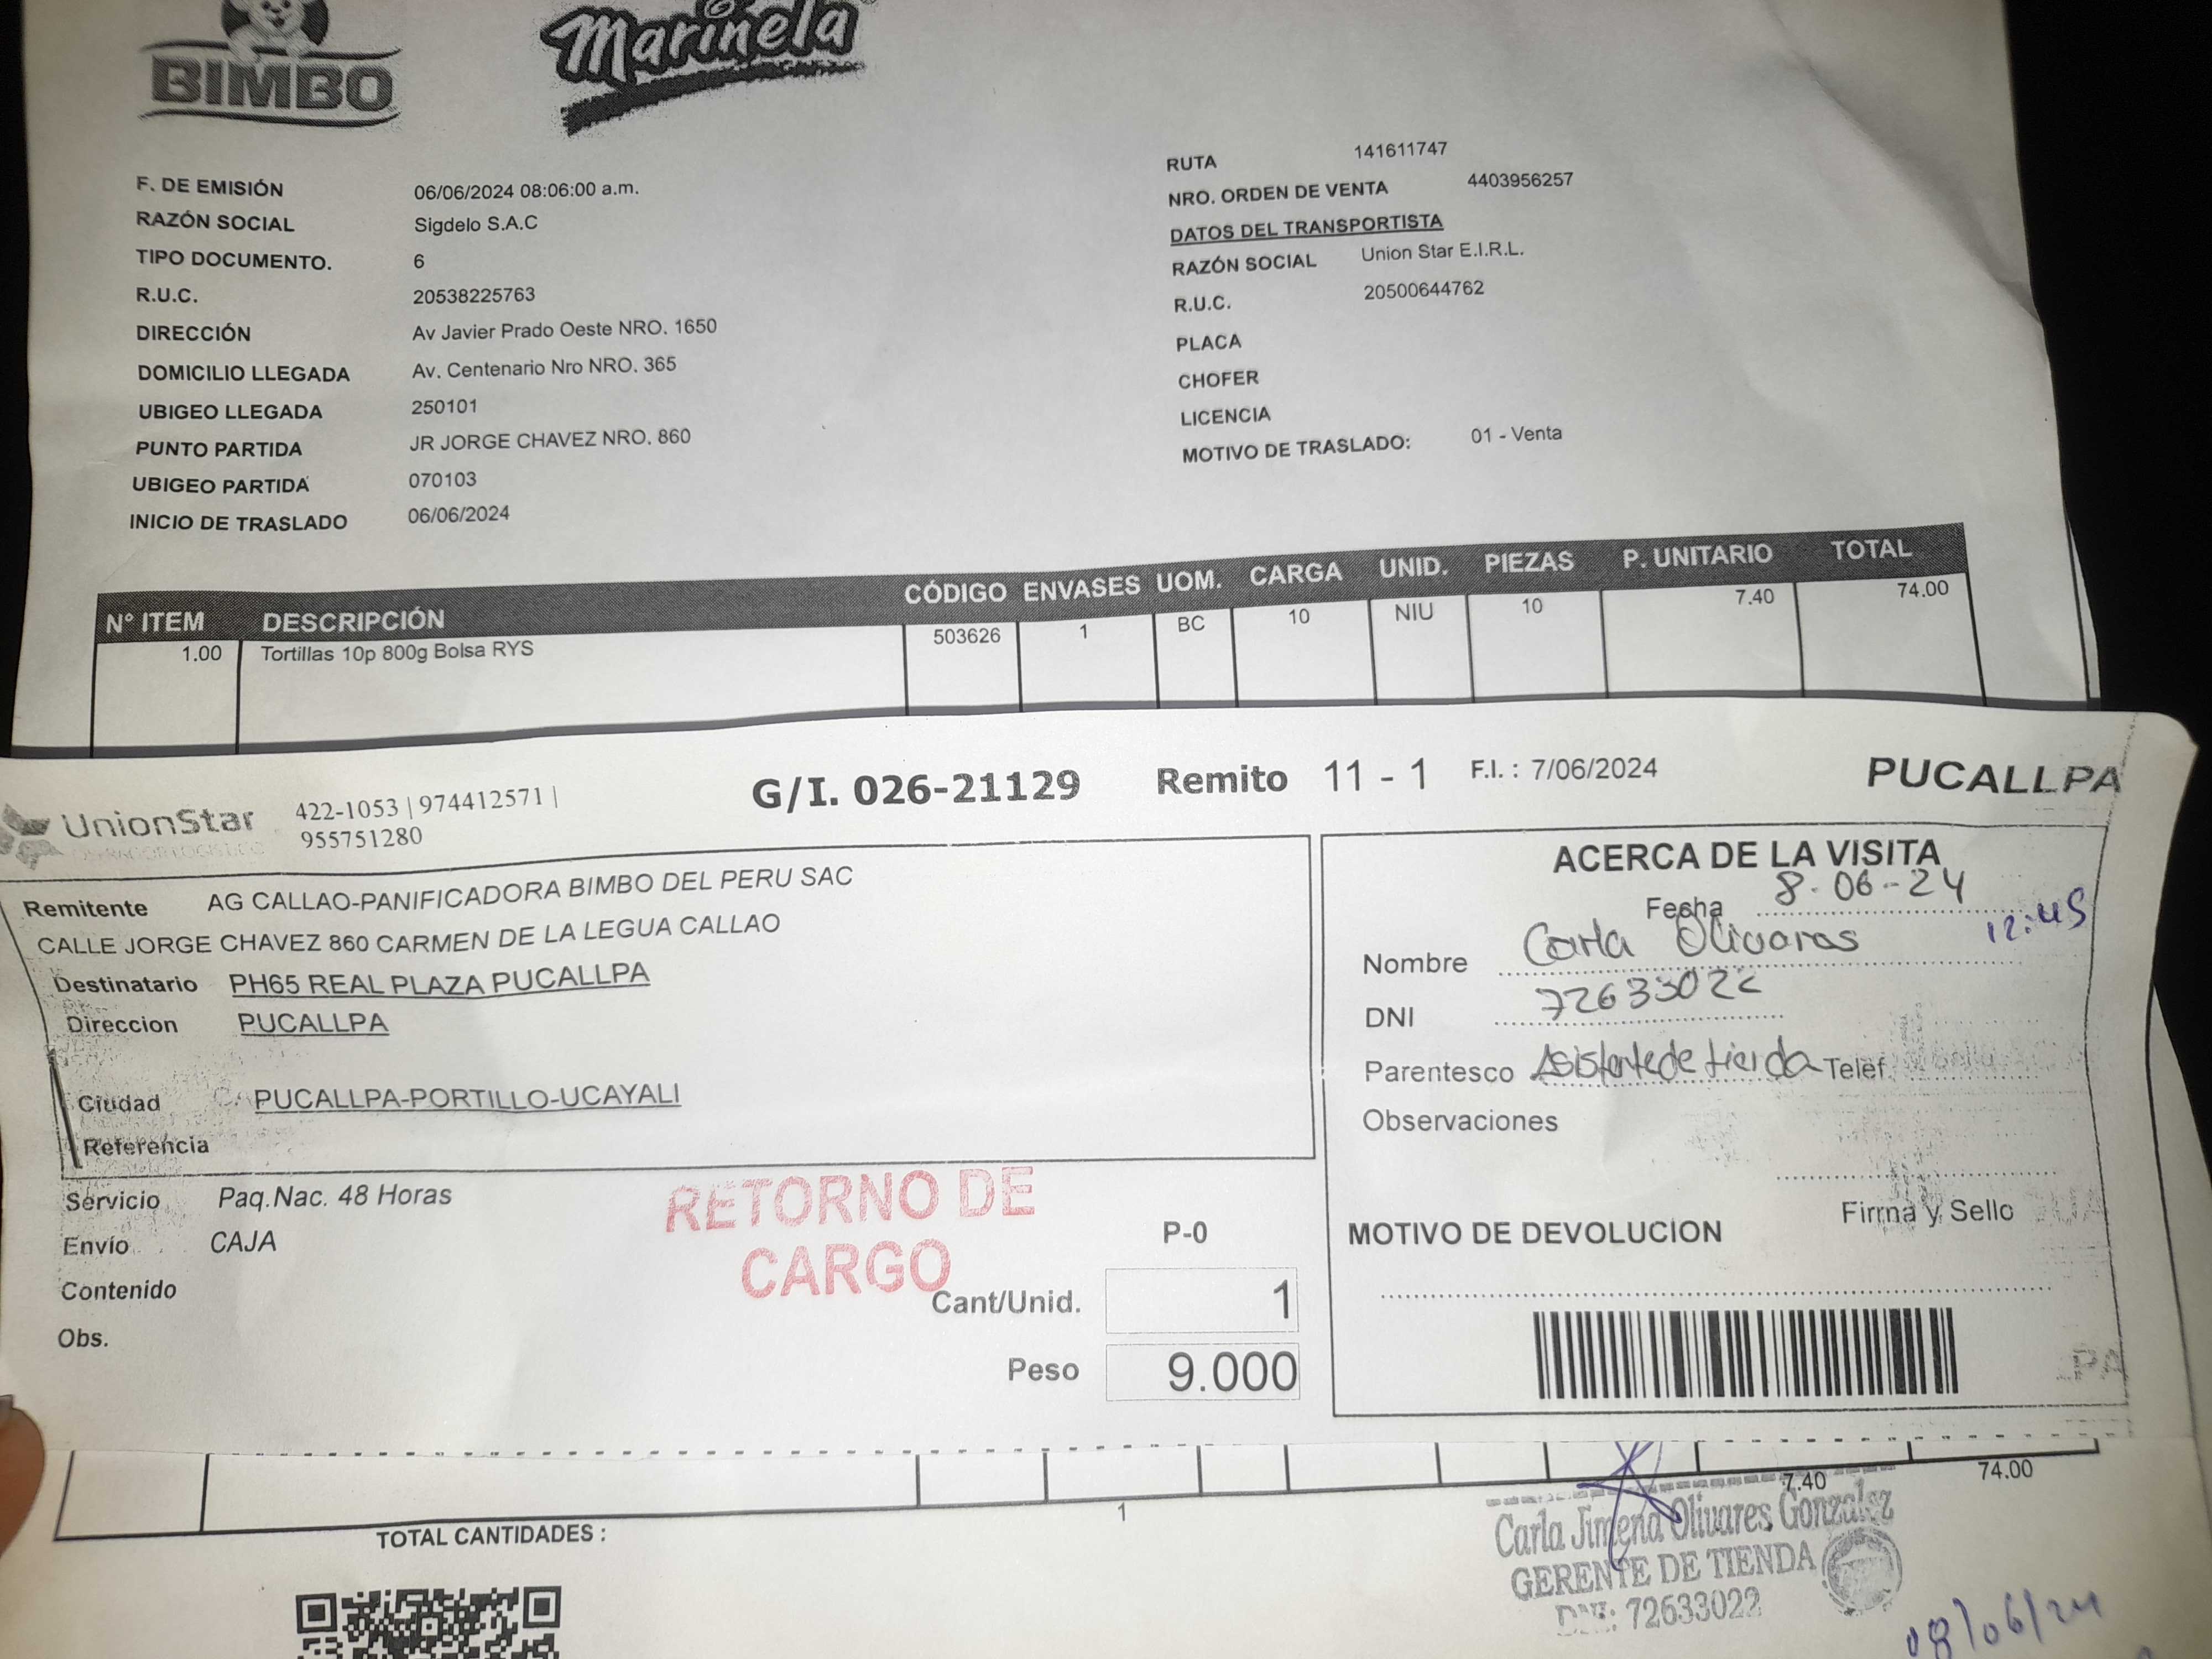 BIMBO
Marinela
F. DE EMISIÓN 06/06/2024 08:06:00 a.m.
RAZÓN SOCIAL Sigdelo S.A.C
TIPO DOCUMENTO. 6
R.U.C. 20538225763
DIRECCIÓN Av Javier Prado Oeste NRO. 1650
DOMICILIO LLEGADA Av. Centenario Nro NRO. 365
UBIGEO LLEGADA 250101
PUNTO PARTIDA JR JORGE CHAVEZ NRO. 860
UBIGEO PARTIDA 070103
INICIO DE TRASLADO 06/06/2024
RUTA 141611747
NRO. ORDEN DE VENTA 4403956257
DATOS DEL TRANSPORTISTA
RAZÓN SOCIAL Union Star E.I.R.L.
R.U.C. 20500644762
PLACA
CHOFER
LICENCIA
MOTIVO DE TRASLADO: 01 - Venta
N° ITEM DESCRIPCIÓN CÓDIGO ENVASES UOM. CARGA UNID. PIEZAS P. UNITARIO TOTAL
1.00 Tortillas 10p 800g Bolsa RYS 503626 1 BC 10 NIU 10 7.40 74.00
UnionStar
OPERADOR LOGISTICO
422-1053 | 974412571 |
955751280
G/I. 026-21129 Remito 11 - 1 F.I. : 7/06/2024 PUCALLPA
Remitente AG CALLAO-PANIFICADORA BIMBO DEL PERU SAC
CALLE JORGE CHAVEZ 860 CARMEN DE LA LEGUA CALLAO
Destinatario PH65 REAL PLAZA PUCALLPA
Direccion PUCALLPA
Ciudad PUCALLPA-PORTILLO-UCAYALI
Referencia
Servicio Paq.Nac. 48 Horas
Envío CAJA
Contenido
Obs.
RETORNO DE
CARGO
P-0
Cant/Unid. 1
Peso 9.000
ACERCA DE LA VISITA
Fecha 8-06-24
12:45
Nombre Carla Olivares
DNI 72633022
Parentesco Asistente de tienda Telef.
Observaciones
Firma y Sello
MOTIVO DE DEVOLUCION
1 7.40 74.00
TOTAL CANTIDADES :
Carla Jimena Olivares Gonzalez
GERENTE DE TIENDA
DNI: 72633022
08/06/24